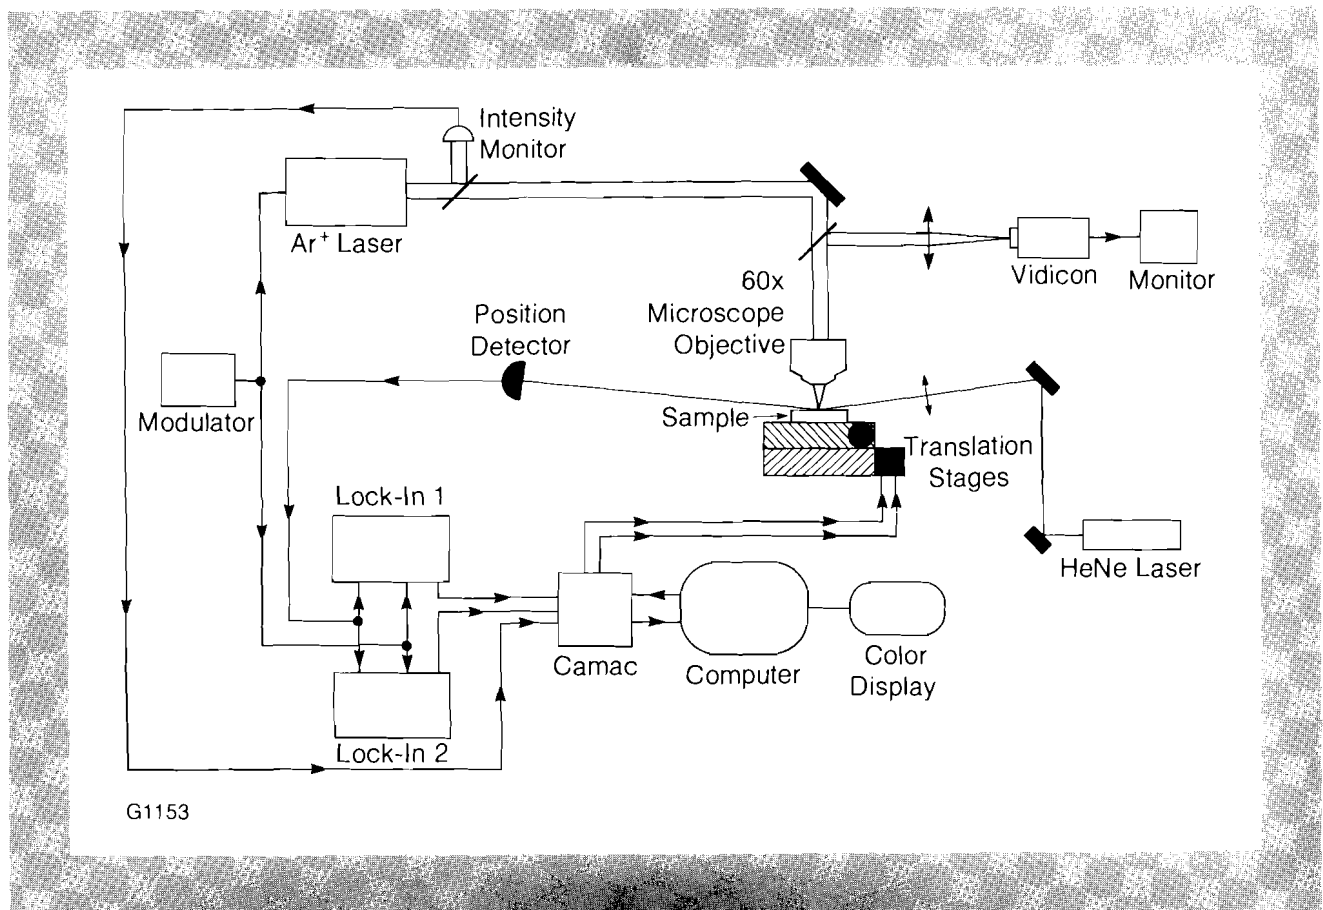 Intensity
Monitor
Ar+ Laser
60x
Microscope
Objective
Vidicon
Monitor
Position
Detector
Modulator
Sample
Translation
Stages
Lock-In 1
HeNe Laser
Camac
Computer
Color
Display
Lock-In 2
G1153